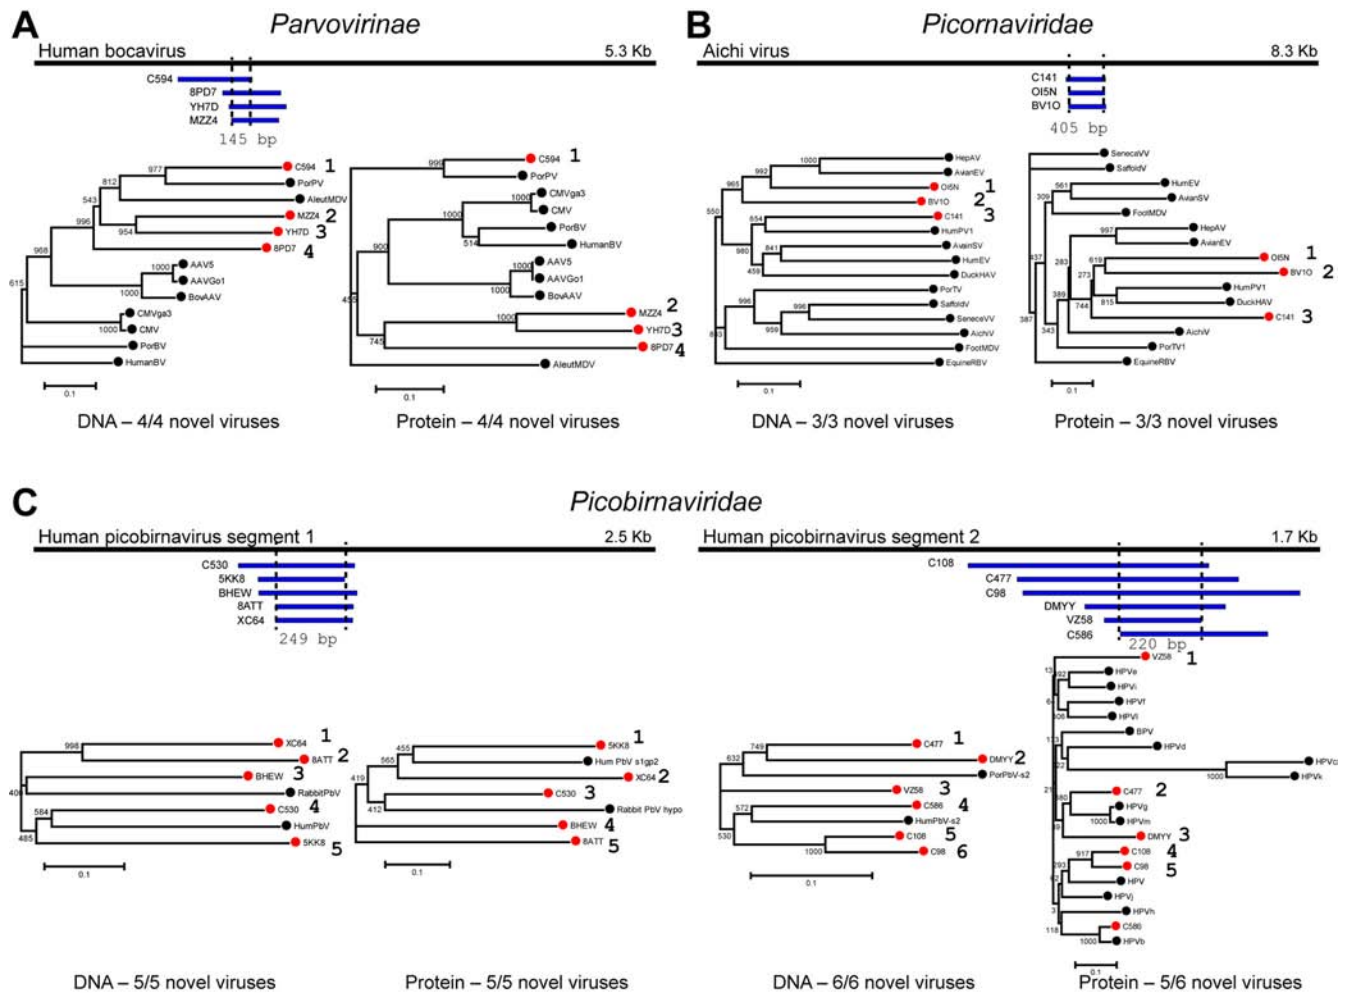 A
Parvovirinae
Human bocavirus 5.3 Kb
C594
8PD7
YH7D
MZZ4
145 bp
977
812
543
996
954
968
615
1000
1000
1000
C594 1
PorPV
AleutMDV
MZZ4 2
YH7D 3
8PD7 4
AAV5
AAVGo1
BovAAV
CMVga3
CMV
PorBV
HumanBV
0.1
DNA – 4/4 novel viruses
999
1000
1000
514
900
1000
1000
1000
745
C594 1
PorPV
CMVga3
CMV
PorBV
HumanBV
AAV5
AAVGo1
BovAAV
MZZ4 2
YH7D 3
8PD7 4
AleutMDV
0.1
Protein – 4/4 novel viruses
B
Picornaviridae
Aichi virus 8.3 Kb
C141
OI5N
BV1O
405 bp
1000
992
965
550
654
980
841
459
996
996
959
HepAV
AvianEV
OI5N 1
BV1O 2
C141 3
HumPV1
AvainSV
HumEV
DuckHAV
PorTV
SaffoldV
SenecaVV
AichiV
FootMDV
EquineRBV
0.1
DNA – 3/3 novel viruses
561
309
997
437
283
619
273
744
815
389
387
343
SenecaVV
SaffoldV
HumEV
AvianSV
FootMDV
HepAV
AvianEV
OI5N 1
BV1O 2
HumPV1
DuckHAV
C141 3
AichiV
PorTV1
EquineRBV
0.1
Protein – 3/3 novel viruses
C
Picobirnaviridae
Human picobirnavirus segment 1 2.5 Kb
C530
5KK8
BHEW
8ATT
XC64
249 bp
998
584
485
XC64 1
8ATT 2
BHEW 3
RabbitPbV
C530 4
HumPbV
5KK8 5
0.1
DNA – 5/5 novel viruses
455
565
419
412
5KK8 1
Hum PbV s1gp2
XC64 2
C530 3
Rabbit PbV hypo
BHEW 4
8ATT 5
0.1
Protein – 5/5 novel viruses
Human picobirnavirus segment 2 1.7 Kb
C108
C477
C98
DMYY
VZ58
C586
220 bp
749
632
572
530
1000
C477 1
DMYY 2
PorPbV-s2
VZ58 3
C586 4
HumPbV-s2
C108 5
C98 6
0.1
DNA – 6/6 novel viruses
1000
1000
917
118
1000
VZ58 1
HPVe
HPVi
HPVf
HPVl
BPV
HPVd
HPVc
HPVk
C477 2
HPVg
HPVm
DMYY 3
C108 4
C98 5
HPV
HPVj
HPVh
C586
HPVb
0.1
Protein – 5/6 novel viruses